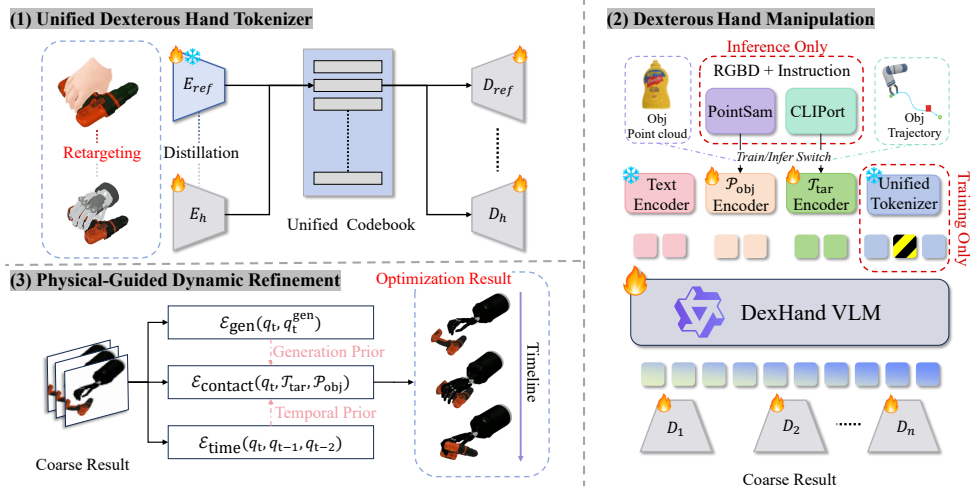 (1) Unified Dexterous Hand Tokenizer
E_ref
D_ref
Retargeting
Distillation
E_h
Unified Codebook
D_h
(3) Physical-Guided Dynamic Refinement
Optimization Result
ℰ_gen(q_t, q_t^gen)
Generation Prior
ℰ_contact(q_t, 𝒯_tar, 𝒫_obj)
Temporal Prior
ℰ_time(q_t, q_t−1, q_t−2)
Coarse Result
Timeline
(2) Dexterous Hand Manipulation
Inference Only
RGBD + Instruction
Obj
Point cloud
PointSam
CLIPort
Obj
Trajectory
Train/Infer Switch
Text
Encoder
𝒫_obj
Encoder
𝒯_tar
Encoder
Unified
Tokenizer
Training Only
DexHand VLM
D_1
D_2
D_n
Coarse Result